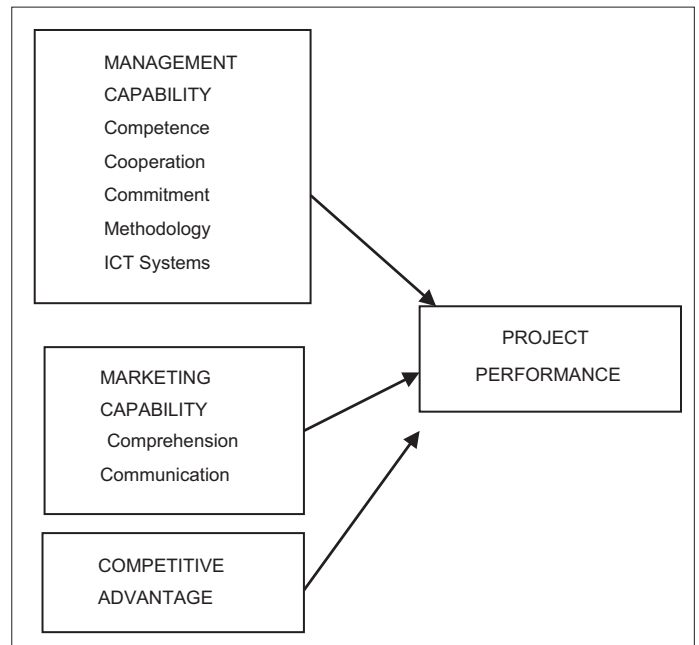 MANAGEMENT
CAPABILITY
Competence
Cooperation
Commitment
Methodology
ICT Systems
PROJECT
PERFORMANCE
MARKETING
CAPABILITY
Comprehension
Communication
COMPETITIVE
ADVANTAGE